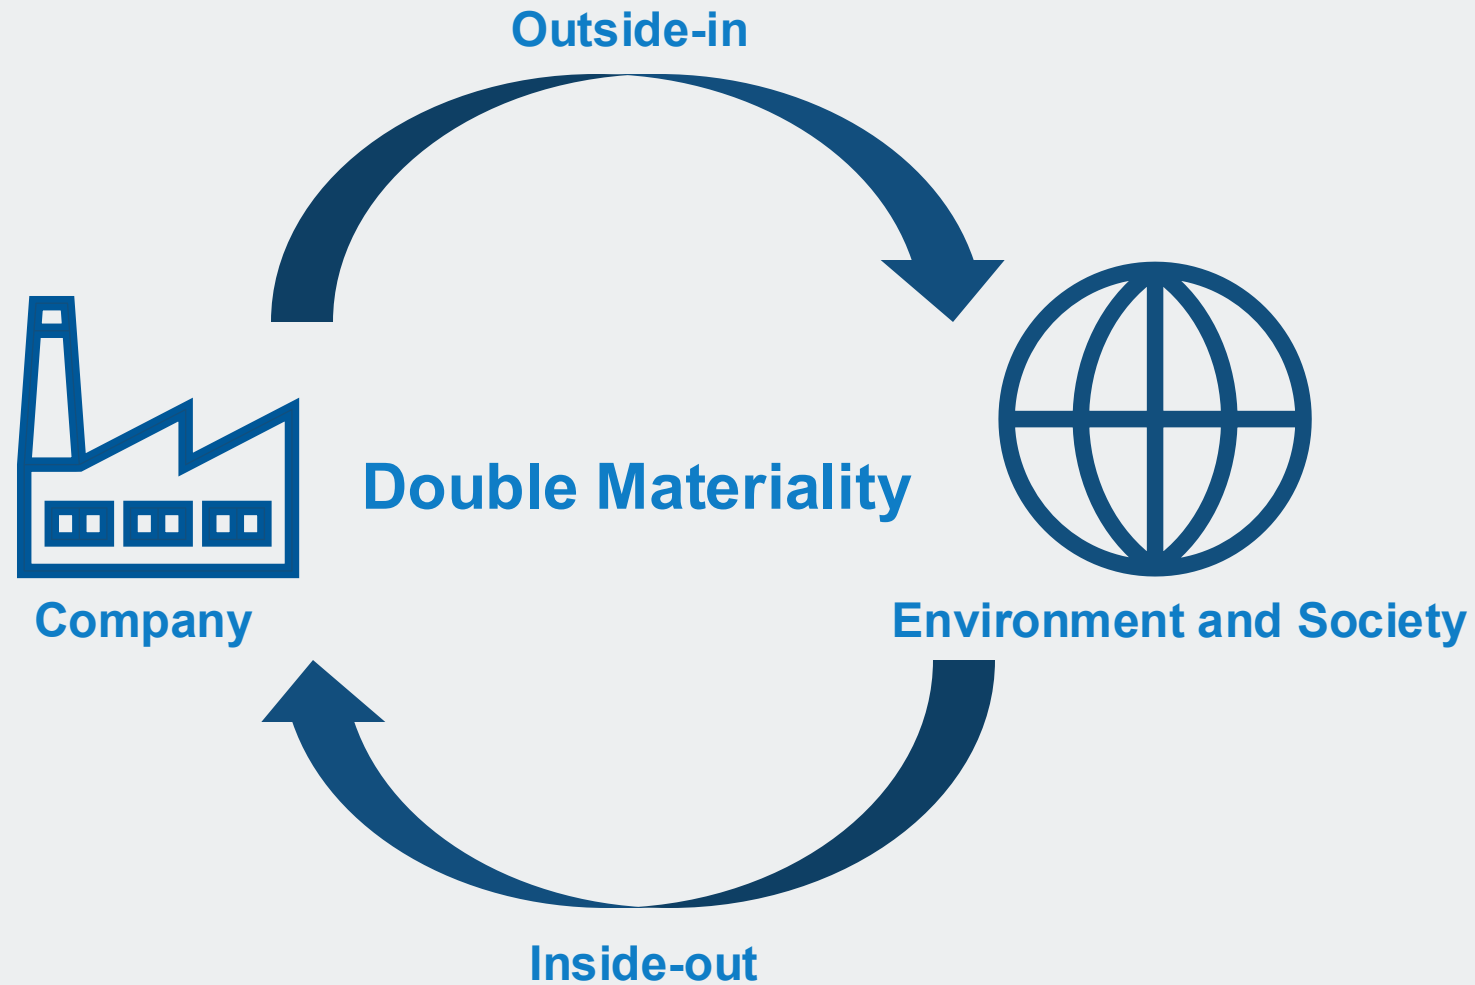 Outside-in
Double Materiality
Company
Environment and Society
Inside-out